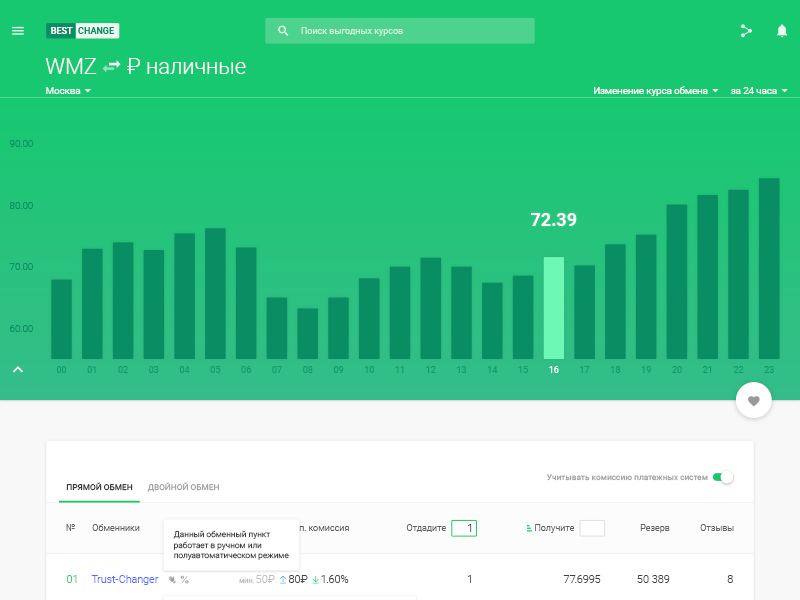 BEST CHANGE
Поиск выгодных курсов
WMZ ₽ наличные
Москва
Изменение курса обмена
за 24 часа
90.00
80.00
70.00
60.00
72.39
00 01 02 03 04 05 06 07 08 09 10 11 12 13 14 15 16 17 18 19 20 21 22 23
Учитывать комиссию платежных систем
ПРЯМОЙ ОБМЕН ДВОЙНОЙ ОБМЕН
№ Обменники п. комиссия Отдадите 1 Получите Резерв Отзывы
Данный обменный пункт
работает в ручном или
полуавтоматическом режиме
01 Trust-Changer % мин. 50₽ 80₽ 1.60% 1 77.6995 50 389 8